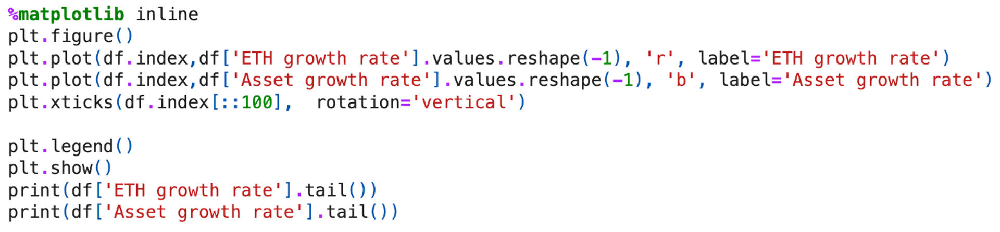 %matplotlib inline
plt.figure()
plt.plot(df.index,df['ETH growth rate'].values.reshape(-1), 'r', label='ETH growth rate')
plt.plot(df.index,df['Asset growth rate'].values.reshape(-1), 'b', label='Asset growth rate')
plt.xticks(df.index[::100],  rotation='vertical')
plt.legend()
plt.show()
print(df['ETH growth rate'].tail())
print(df['Asset growth rate'].tail())